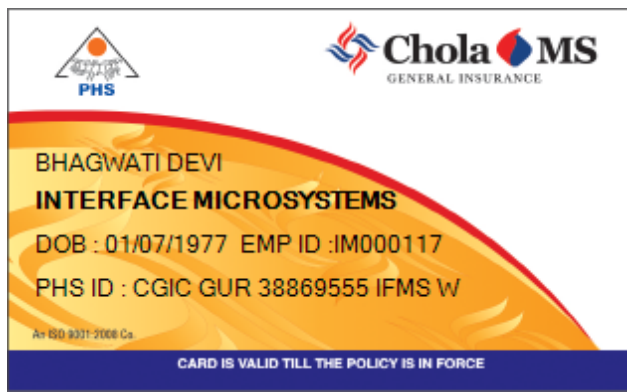 PHS
Chola MS
GENERAL INSURANCE
BHAGWATI DEVI
INTERFACE MICROSYSTEMS
DOB : 01/07/1977 EMP ID :IM000117
PHS ID : CGIC GUR 38869555 IFMS W
An ISO 9001:2008 Co.
CARD IS VALID TILL THE POLICY IS IN FORCE